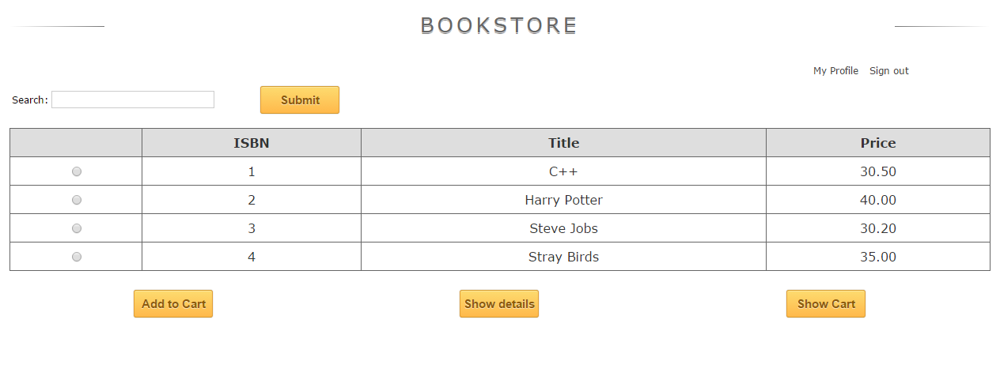 BOOKSTORE
My Profile Sign out
Search: Submit
ISBN Title Price
1 C++ 30.50
2 Harry Potter 40.00
3 Steve Jobs 30.20
4 Stray Birds 35.00
Add to Cart Show details Show Cart